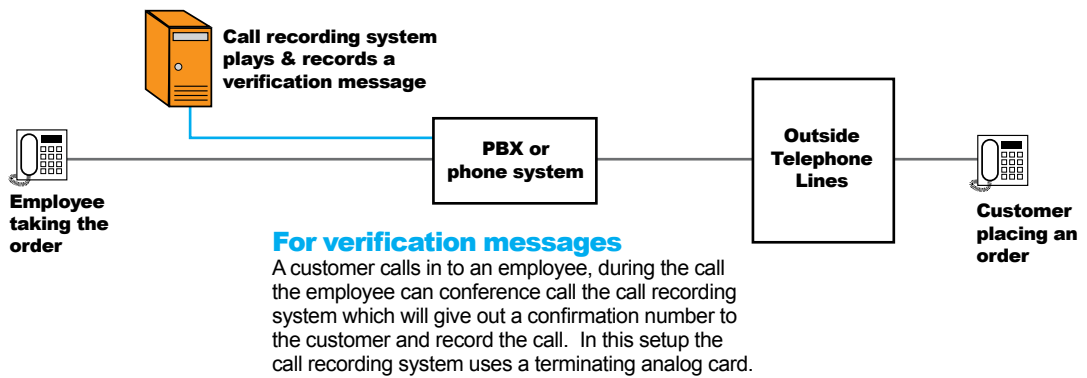 Call recording system
plays & records a
verification message
PBX or
phone system
Outside
Telephone
Lines
Employee
taking the
order
Customer
placing an
order
For verification messages
A customer calls in to an employee, during the call
the employee can conference call the call recording
system which will give out a confirmation number to
the customer and record the call.  In this setup the
call recording system uses a terminating analog card.